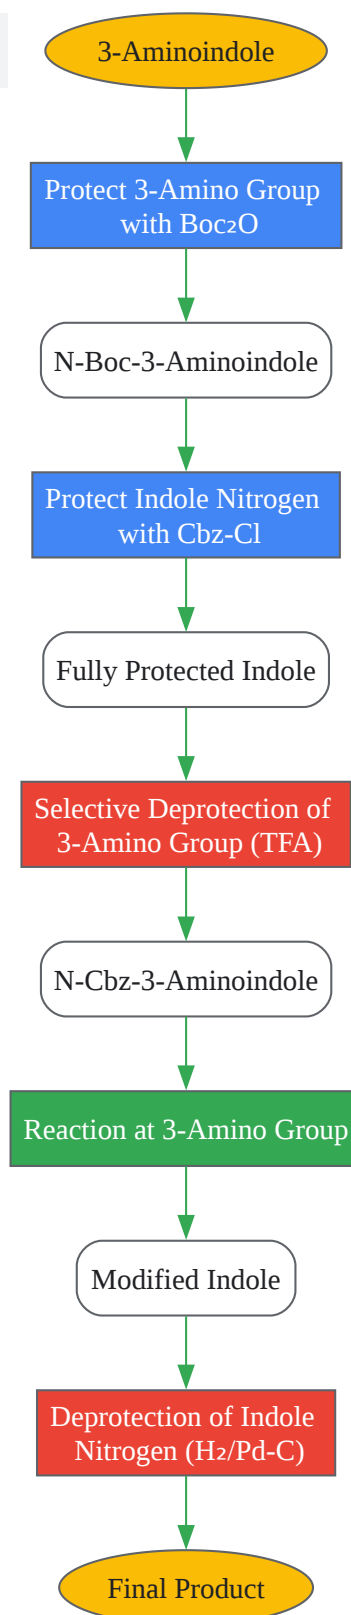 3-Aminoindole
Protect 3-Amino Group
with Boc₂O
N-Boc-3-Aminoindole
Protect Indole Nitrogen
with Cbz-Cl
Fully Protected Indole
Selective Deprotection of
3-Amino Group (TFA)
N-Cbz-3-Aminoindole
Reaction at 3-Amino Group
Modified Indole
Deprotection of Indole
Nitrogen (H₂/Pd-C)
Final Product